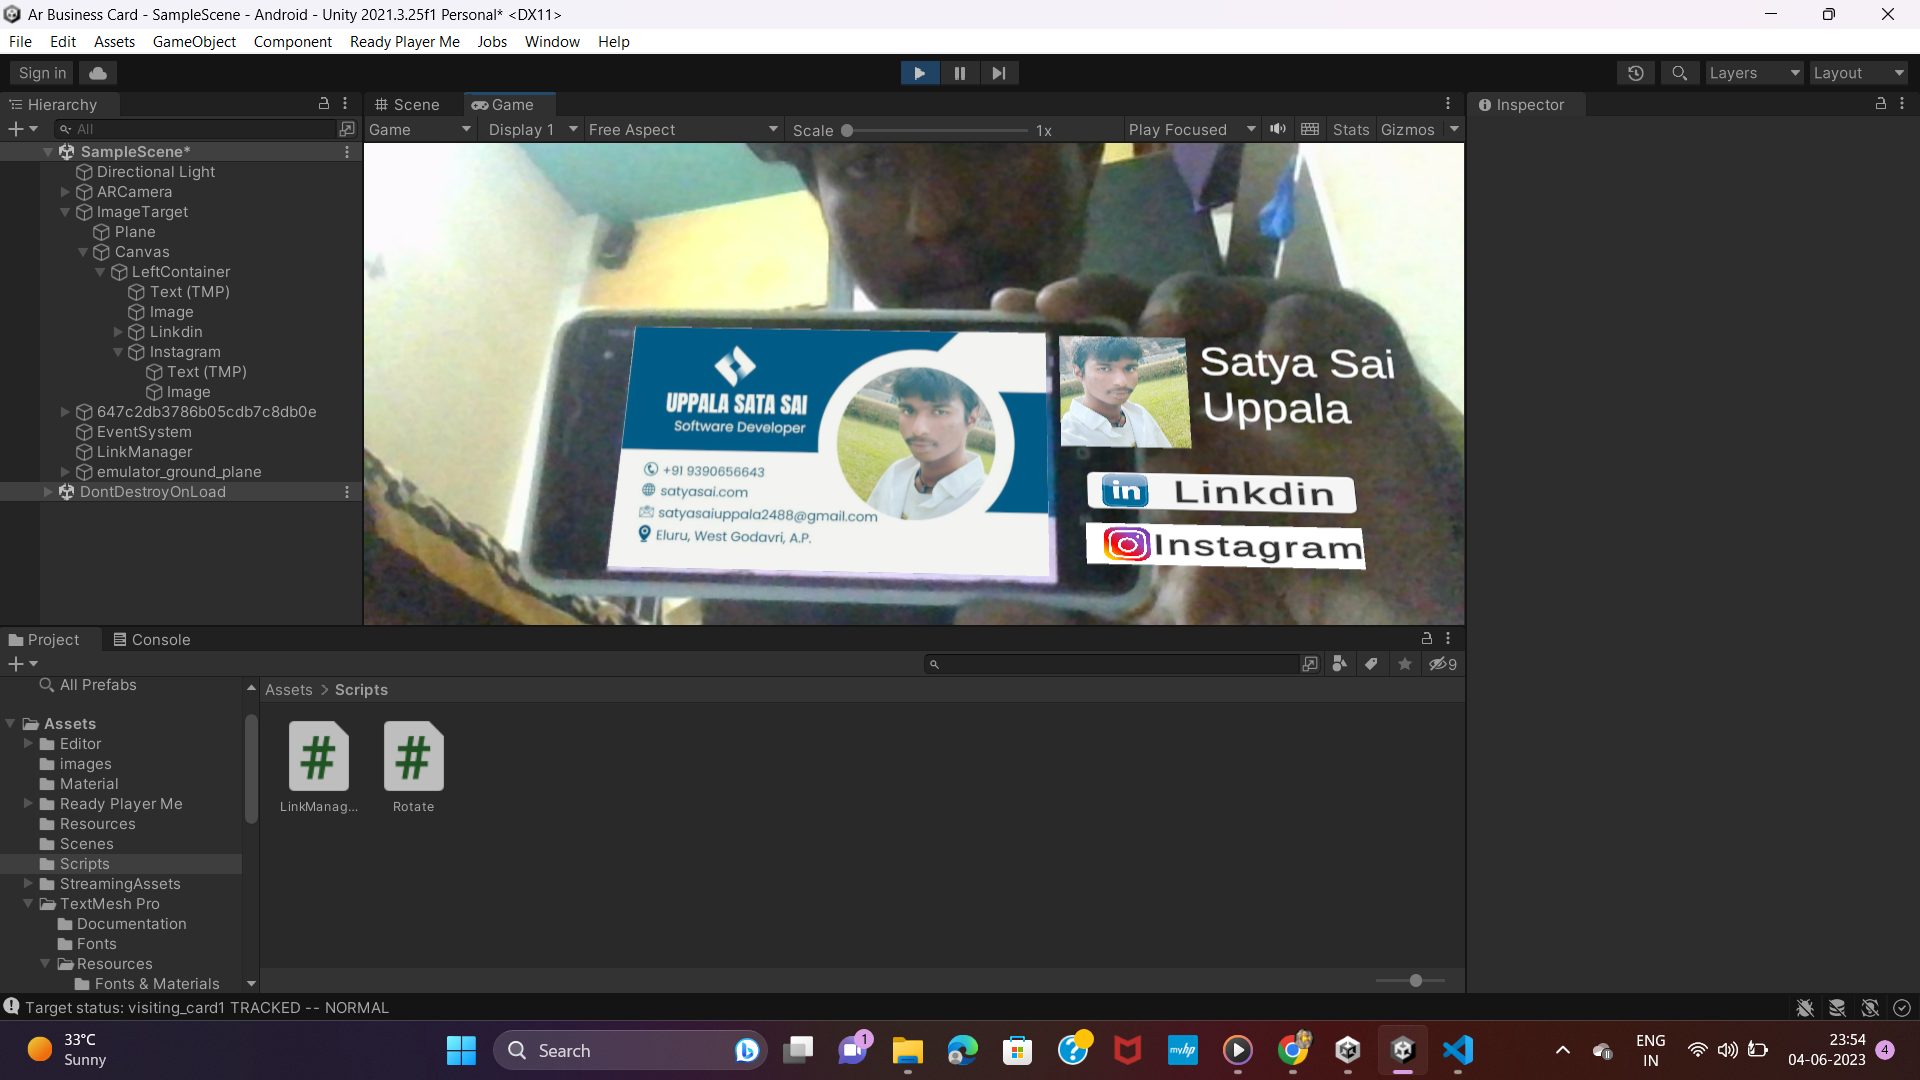 Ar Business Card - SampleScene - Android - Unity 2021.3.25f1 Personal* <DX11>
File Edit Assets GameObject Component Ready Player Me Jobs Window Help
Sign in Layers Layout
Hierarchy
All
SampleScene*
Directional Light
ARCamera
ImageTarget
Plane
Canvas
LeftContainer
Text (TMP)
Image
Linkdin
Instagram
Text (TMP)
Image
647c2db3786b05cdb7c8db0e
EventSystem
LinkManager
emulator_ground_plane
DontDestroyOnLoad
Scene Game
Game Display 1 Free Aspect Scale 1x Play Focused Stats Gizmos
UPPALA SATA SAI
Software Developer
+91 9390656643
satyasai.com
satyasaiuppala2488@gmail.com
Eluru, West Godavri, A.P.
Satya Sai
Uppala
in Linkdin
Instagram
Inspector
Project Console
9
All Prefabs
Assets
Editor
images
Material
Ready Player Me
Resources
Scenes
Scripts
StreamingAssets
TextMesh Pro
Documentation
Fonts
Resources
Fonts & Materials
Assets > Scripts
#
#
LinkManag...
Rotate
Target status: visiting_card1 TRACKED -- NORMAL
33°C
Sunny
Search
1
myhp
ENG
IN
23:54
04-06-2023
4